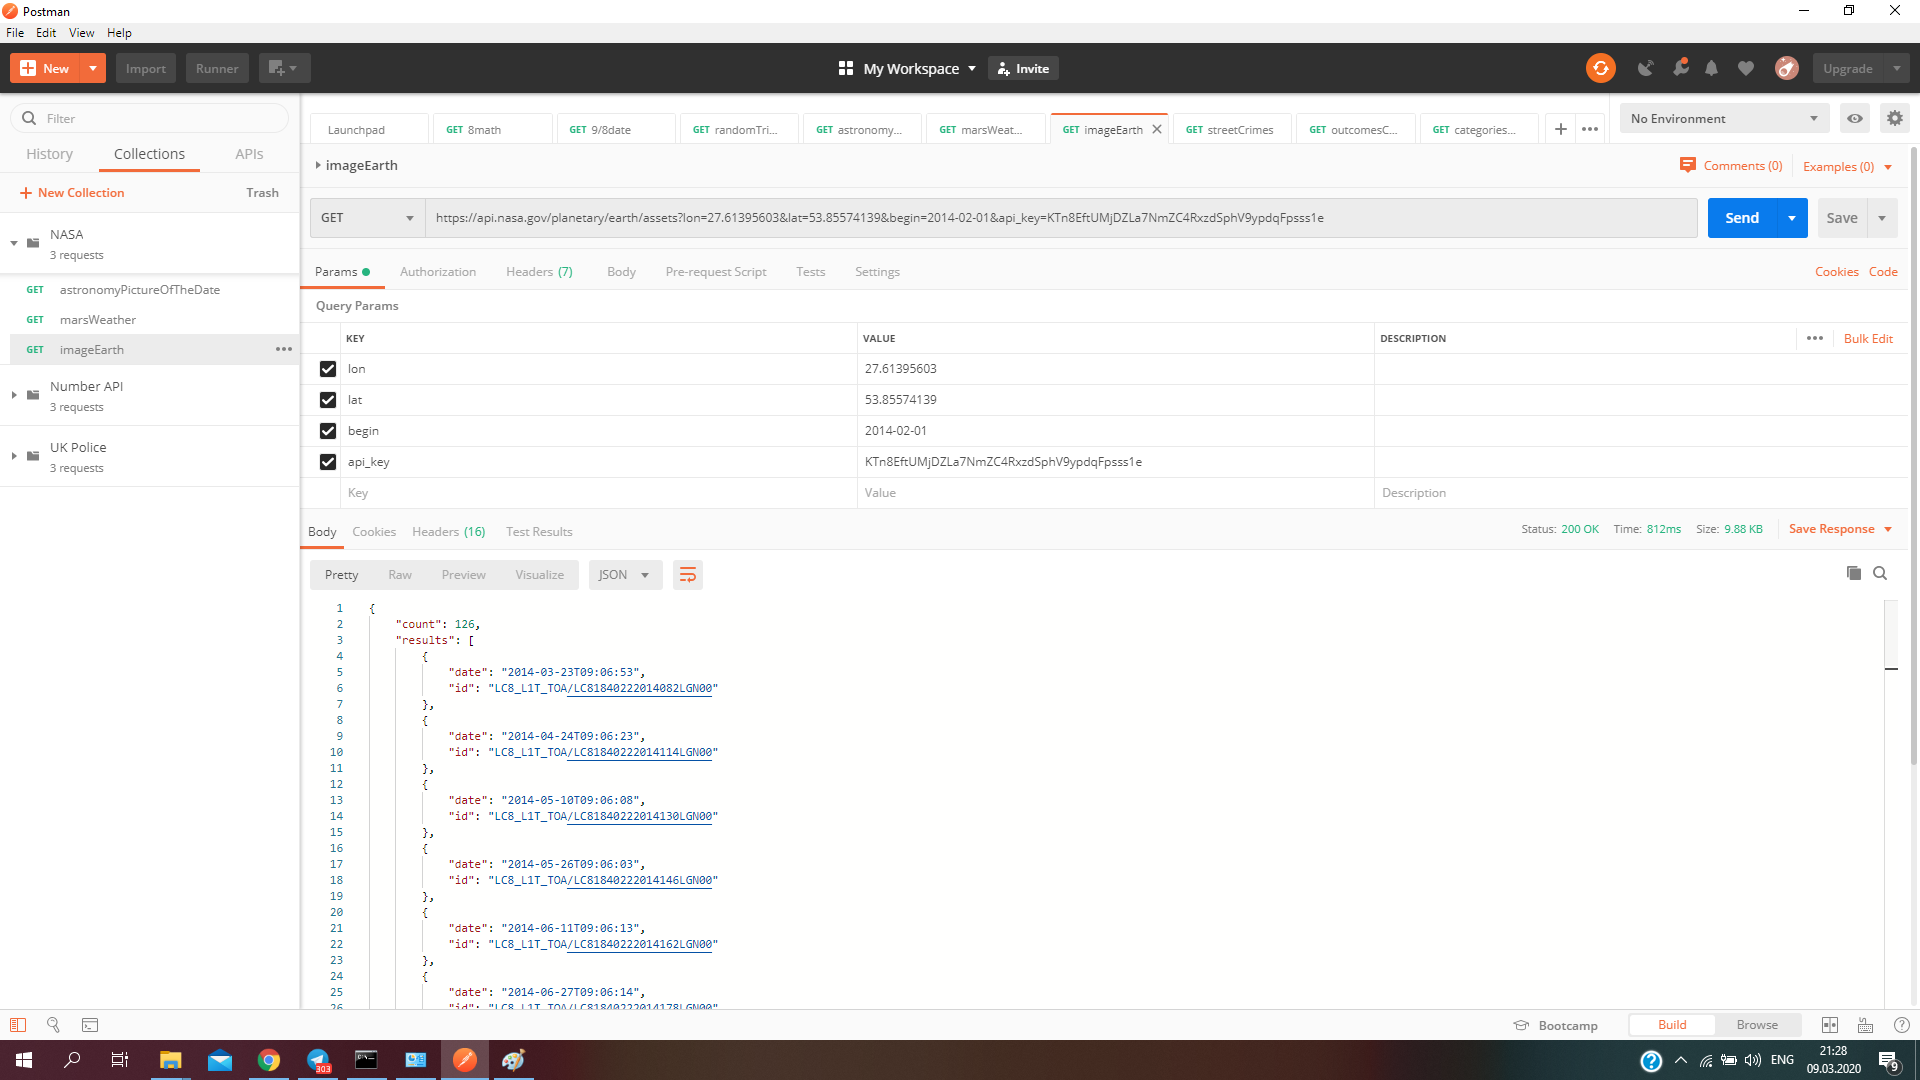 Postman
File Edit View Help
New Import Runner My Workspace Invite Upgrade
Filter
History Collections APIs
New Collection Trash
NASA
3 requests
GET astronomyPictureOfTheDate
GET marsWeather
GET imageEarth
Number API
3 requests
UK Police
3 requests
Launchpad GET 8math GET 9/8date GET randomTri... GET astronomy... GET marsWeat... GET imageEarth GET streetCrimes GET outcomesC... GET categories... No Environment
imageEarth Comments (0) Examples (0)
GET https://api.nasa.gov/planetary/earth/assets?lon=27.61395603&lat=53.85574139&begin=2014-02-01&api_key=KTn8EftUMjDZLa7NmZC4RxzdSphV9ypdqFpsss1e Send Save
Params Authorization Headers (7) Body Pre-request Script Tests Settings Cookies Code
Query Params
KEY VALUE DESCRIPTION Bulk Edit
lon 27.61395603
lat 53.85574139
begin 2014-02-01
api_key KTn8EftUMjDZLa7NmZC4RxzdSphV9ypdqFpsss1e
Key Value Description
Body Cookies Headers (16) Test Results Status: 200 OK Time: 812ms Size: 9.88 KB Save Response
Pretty Raw Preview Visualize JSON
1 {
2 "count": 126,
3 "results": [
4 {
5 "date": "2014-03-23T09:06:53",
6 "id": "LC8_L1T_TOA/LC81840222014082LGN00"
7 },
8 {
9 "date": "2014-04-24T09:06:23",
10 "id": "LC8_L1T_TOA/LC81840222014114LGN00"
11 },
12 {
13 "date": "2014-05-10T09:06:08",
14 "id": "LC8_L1T_TOA/LC81840222014130LGN00"
15 },
16 {
17 "date": "2014-05-26T09:06:03",
18 "id": "LC8_L1T_TOA/LC81840222014146LGN00"
19 },
20 {
21 "date": "2014-06-11T09:06:13",
22 "id": "LC8_L1T_TOA/LC81840222014162LGN00"
23 },
24 {
25 "date": "2014-06-27T09:06:14",
26 "id": "LC8_L1T_TOA/LC81840222014178LGN00"
Bootcamp Build Browse
303 ENG 21:28
09.03.2020 9